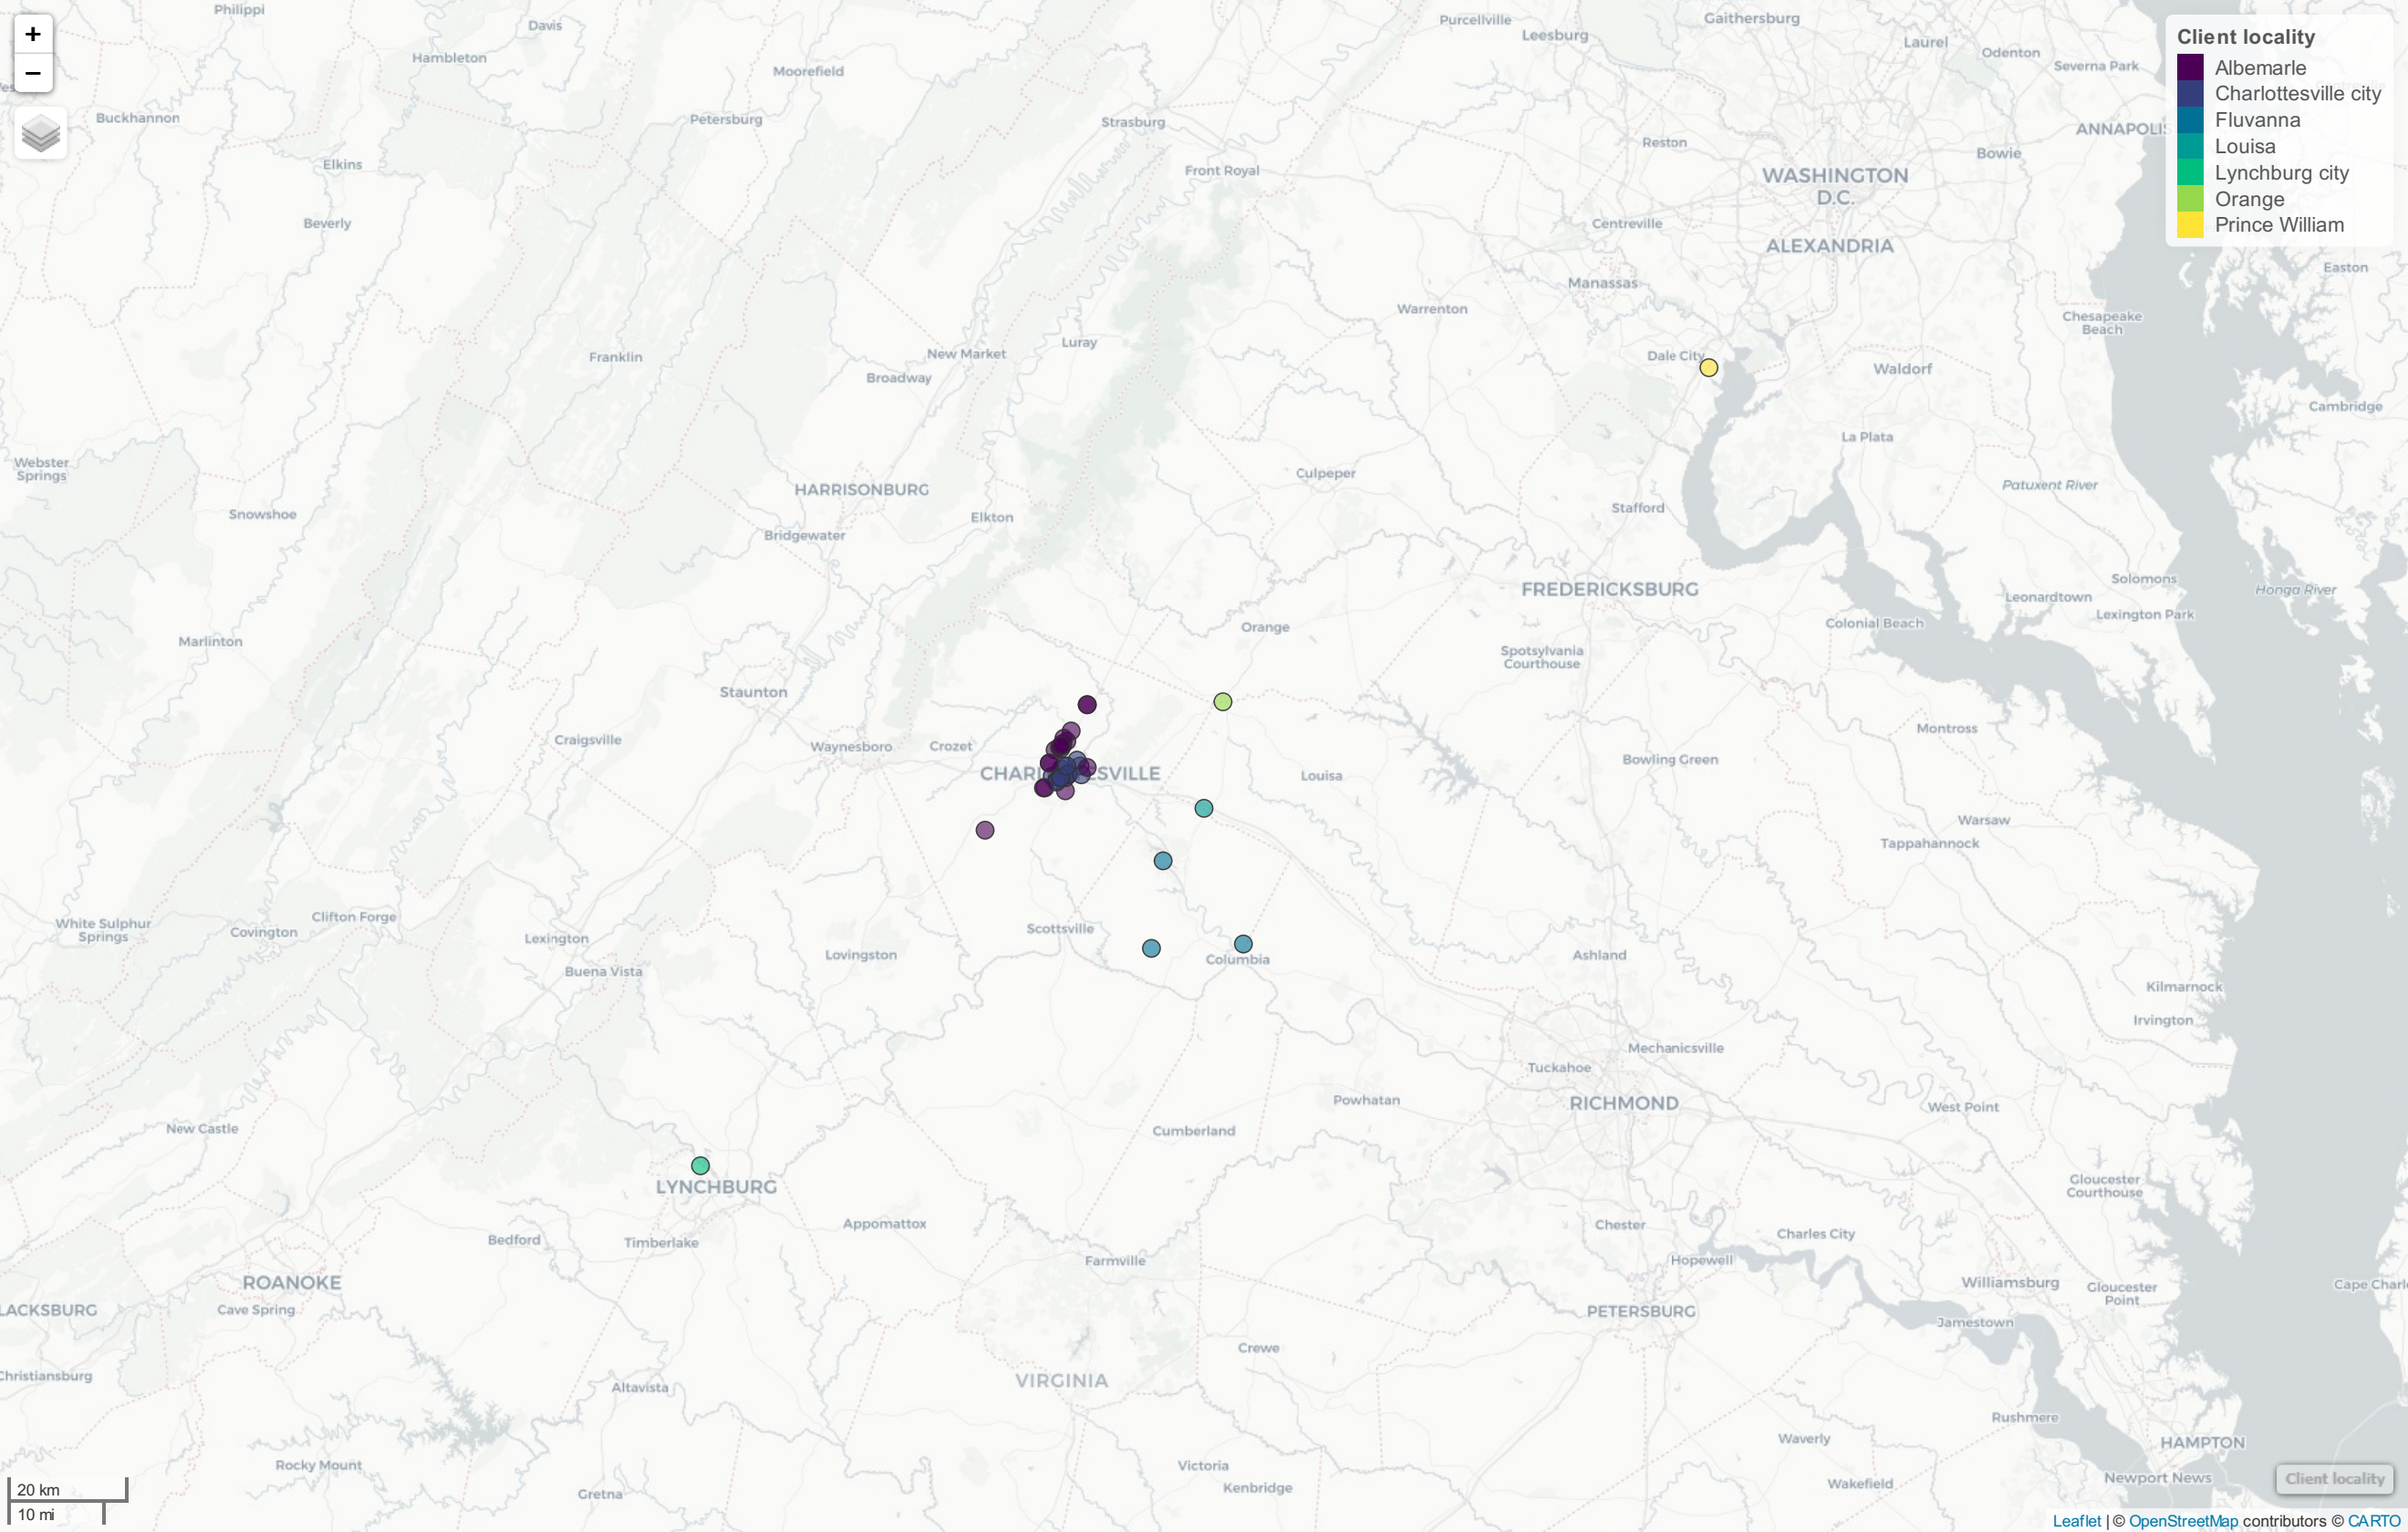 +
−
Philippi
Davis
Purcellville
Gaithersburg
Leesburg
Laurel
Odenton
Severna Park
Hambleton
Moorefield
Buckhannon
Petersburg
Strasburg
ANNAPOLIS
Reston
Bowie
Elkins
Front Royal
WASHINGTON
D.C.
Beverly
Centreville
ALEXANDRIA
Easton
Manassas
Warrenton
Chesapeake
Beach
Luray
New Market
Franklin
Dale City
Waldorf
Broadway
Cambridge
La Plata
Webster
Springs
Culpeper
Patuxent River
HARRISONBURG
Snowshoe
Elkton
Stafford
Bridgewater
Solomons
FREDERICKSBURG
Honga River
Leonardtown
Lexington Park
Orange
Colonial Beach
Marlinton
Spotsylvania
Courthouse
Staunton
Montross
Craigsville
Waynesboro
Crozet
Bowling Green
CHARLOTTESVILLE
Louisa
Warsaw
Tappahannock
White Sulphur
Springs
Clifton Forge
Covington
Lexington
Scottsville
Lovingston
Columbia
Ashland
Buena Vista
Kilmarnock
Irvington
Mechanicsville
Tuckahoe
Powhatan
RICHMOND
West Point
New Castle
Cumberland
Gloucester
Courthouse
LYNCHBURG
Appomattox
Chester
Charles City
Bedford
Timberlake
Farmville
Hopewell
ROANOKE
Williamsburg
Gloucester
Point
Cape Charl
LACKSBURG
Cave Spring
PETERSBURG
Jamestown
Crewe
Christiansburg
VIRGINIA
Altavista
Rushmere
Waverly
HAMPTON
Rocky Mount
Victoria
Kenbridge
Gretna
Wakefield
Newport News
Client locality
Albemarle
Charlottesville city
Fluvanna
Louisa
Lynchburg city
Orange
Prince William
20 km
10 mi
Client locality
Leaflet | © OpenStreetMap contributors © CARTO